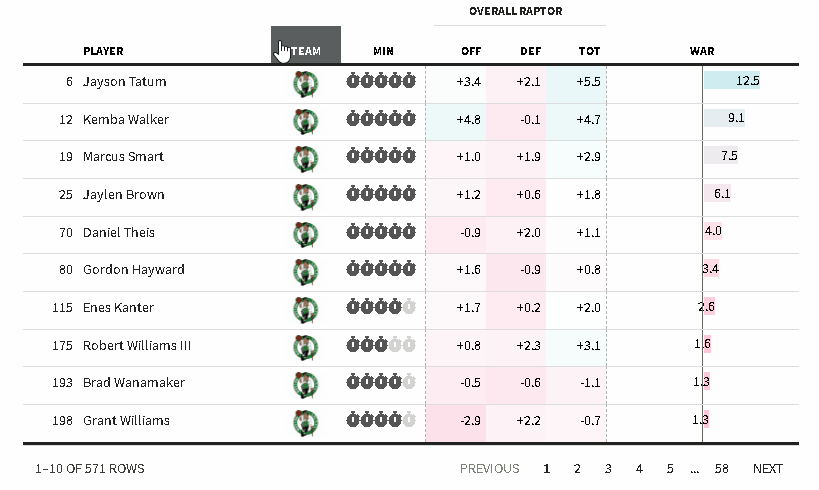 OVERALL RAPTOR
PLAYER TEAM MIN OFF DEF TOT WAR
6 Jayson Tatum +3.4 +2.1 +5.5 12.5
12 Kemba Walker +4.8 -0.1 +4.7 9.1
19 Marcus Smart +1.0 +1.9 +2.9 7.5
25 Jaylen Brown +1.2 +0.6 +1.8 6.1
70 Daniel Theis -0.9 +2.0 +1.1 4.0
80 Gordon Hayward +1.6 -0.9 +0.8 3.4
115 Enes Kanter +1.7 +0.2 +2.0 2.6
175 Robert Williams III +0.8 +2.3 +3.1 1.6
193 Brad Wanamaker -0.5 -0.6 -1.1 1.3
198 Grant Williams -2.9 +2.2 -0.7 1.3
1–10 OF 571 ROWS PREVIOUS 1 2 3 4 5 ... 58 NEXT